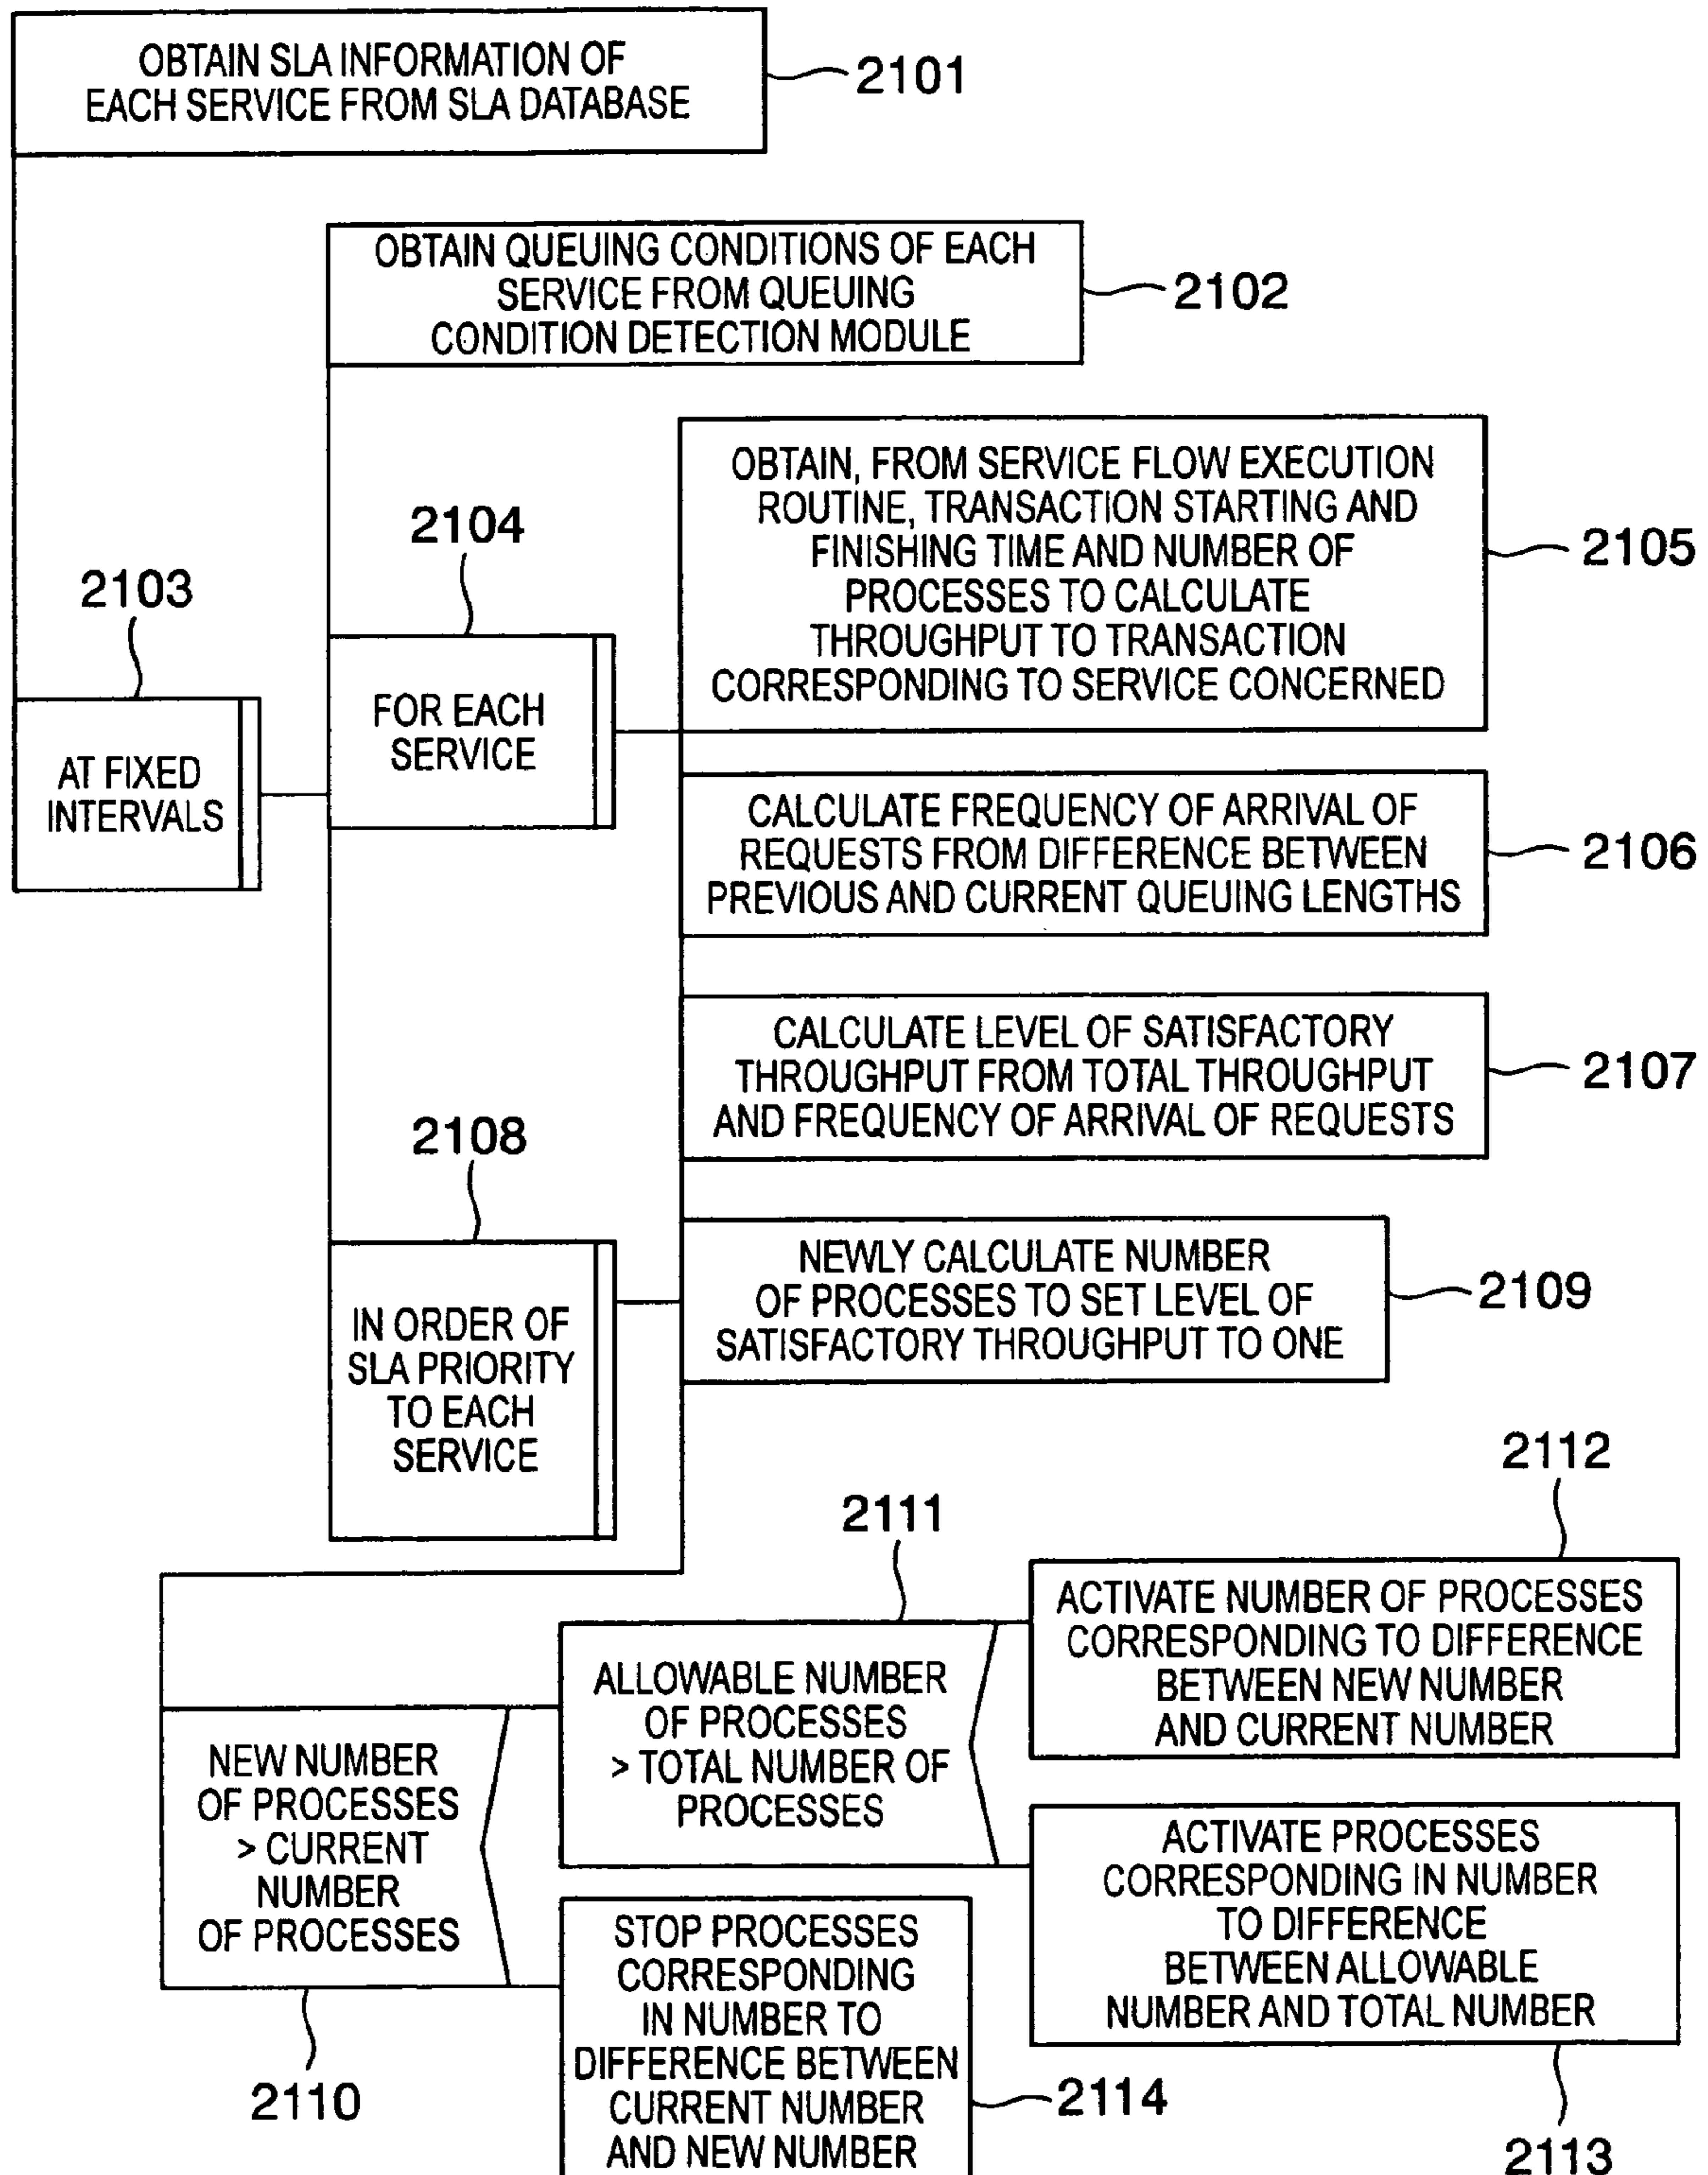 OBTAIN SLA INFORMATION OF
EACH SERVICE FROM SLA DATABASE
2101
OBTAIN QUEUING CONDITIONS OF EACH
SERVICE FROM QUEUING
CONDITION DETECTION MODULE
2102
2103
AT FIXED
INTERVALS
2104
FOR EACH
SERVICE
OBTAIN, FROM SERVICE FLOW EXECUTION
ROUTINE, TRANSACTION STARTING AND
FINISHING TIME AND NUMBER OF
PROCESSES TO CALCULATE
THROUGHPUT TO TRANSACTION
CORRESPONDING TO SERVICE CONCERNED
2105
CALCULATE FREQUENCY OF ARRIVAL OF
REQUESTS FROM DIFFERENCE BETWEEN
PREVIOUS AND CURRENT QUEUING LENGTHS
2106
CALCULATE LEVEL OF SATISFACTORY
THROUGHPUT FROM TOTAL THROUGHPUT
AND FREQUENCY OF ARRIVAL OF REQUESTS
2107
2108
IN ORDER OF
SLA PRIORITY
TO EACH
SERVICE
NEWLY CALCULATE NUMBER
OF PROCESSES TO SET LEVEL OF
SATISFACTORY THROUGHPUT TO ONE
2109
NEW NUMBER
OF PROCESSES
> CURRENT
NUMBER
OF PROCESSES
2110
2111
ALLOWABLE NUMBER
OF PROCESSES
> TOTAL NUMBER OF
PROCESSES
2112
ACTIVATE NUMBER OF PROCESSES
CORRESPONDING TO DIFFERENCE
BETWEEN NEW NUMBER
AND CURRENT NUMBER
ACTIVATE PROCESSES
CORRESPONDING IN NUMBER
TO DIFFERENCE
BETWEEN ALLOWABLE
NUMBER AND TOTAL NUMBER
2113
STOP PROCESSES
CORRESPONDING
IN NUMBER TO
DIFFERENCE BETWEEN
CURRENT NUMBER
AND NEW NUMBER
2114